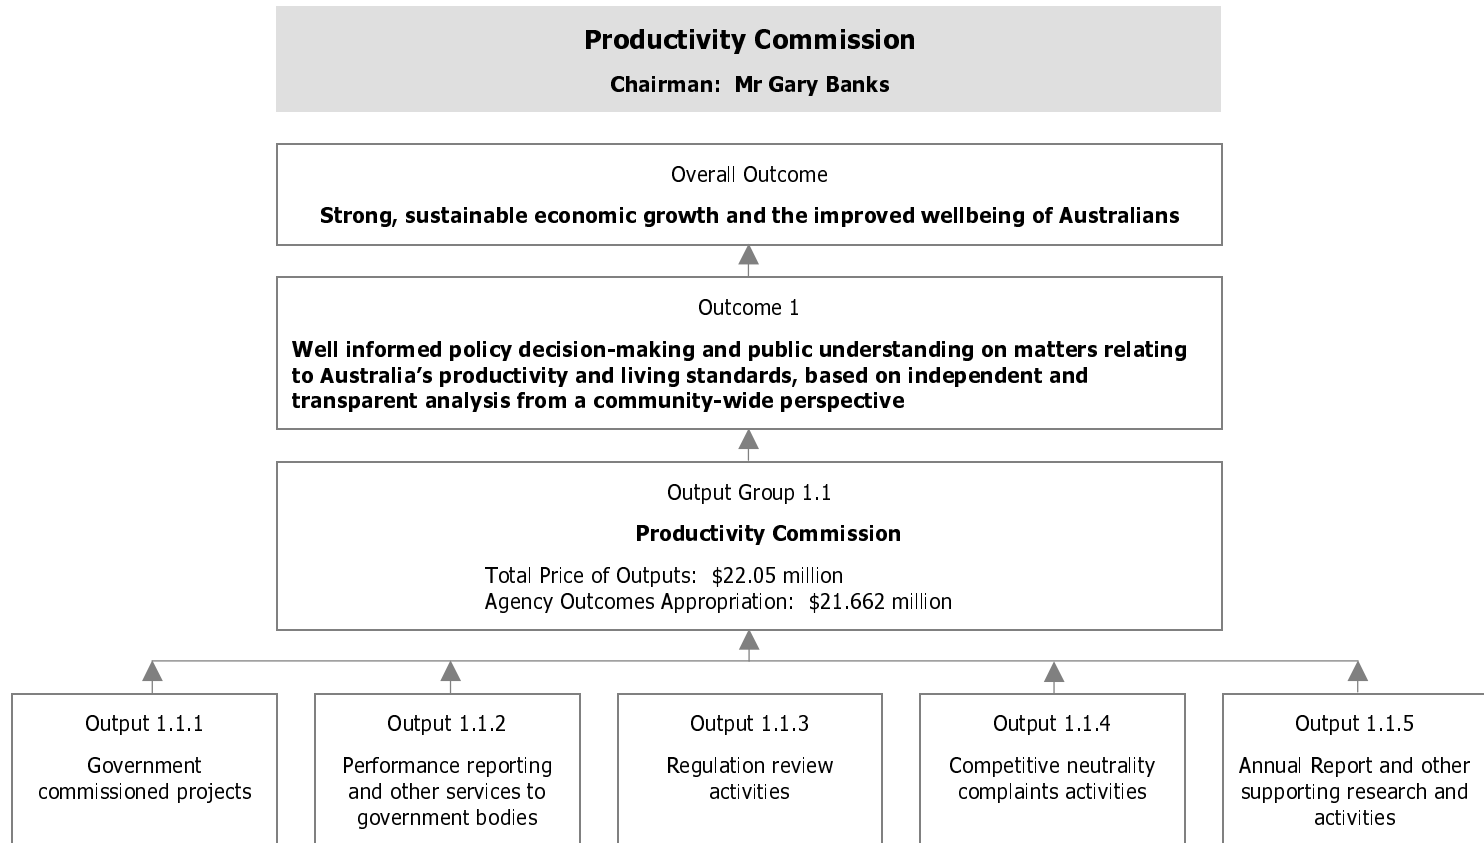 Productivity Commission
Chairman:  Mr Gary Banks
Overall Outcome
Strong, sustainable economic growth and the improved wellbeing of Australians
Outcome 1
Well informed policy decision-making and public understanding on matters relating
to Australia’s productivity and living standards, based on independent and
transparent analysis from a community-wide perspective
Output Group 1.1
Productivity Commission
Total Price of Outputs:  $22.05 million
Agency Outcomes Appropriation:  $21.662 million
Output 1.1.1
Government
commissioned projects
Output 1.1.2
Performance reporting
and other services to
government bodies
Output 1.1.3
Regulation review
activities
Output 1.1.4
Competitive neutrality
complaints activities
Output 1.1.5
Annual Report and other
supporting research and
activities